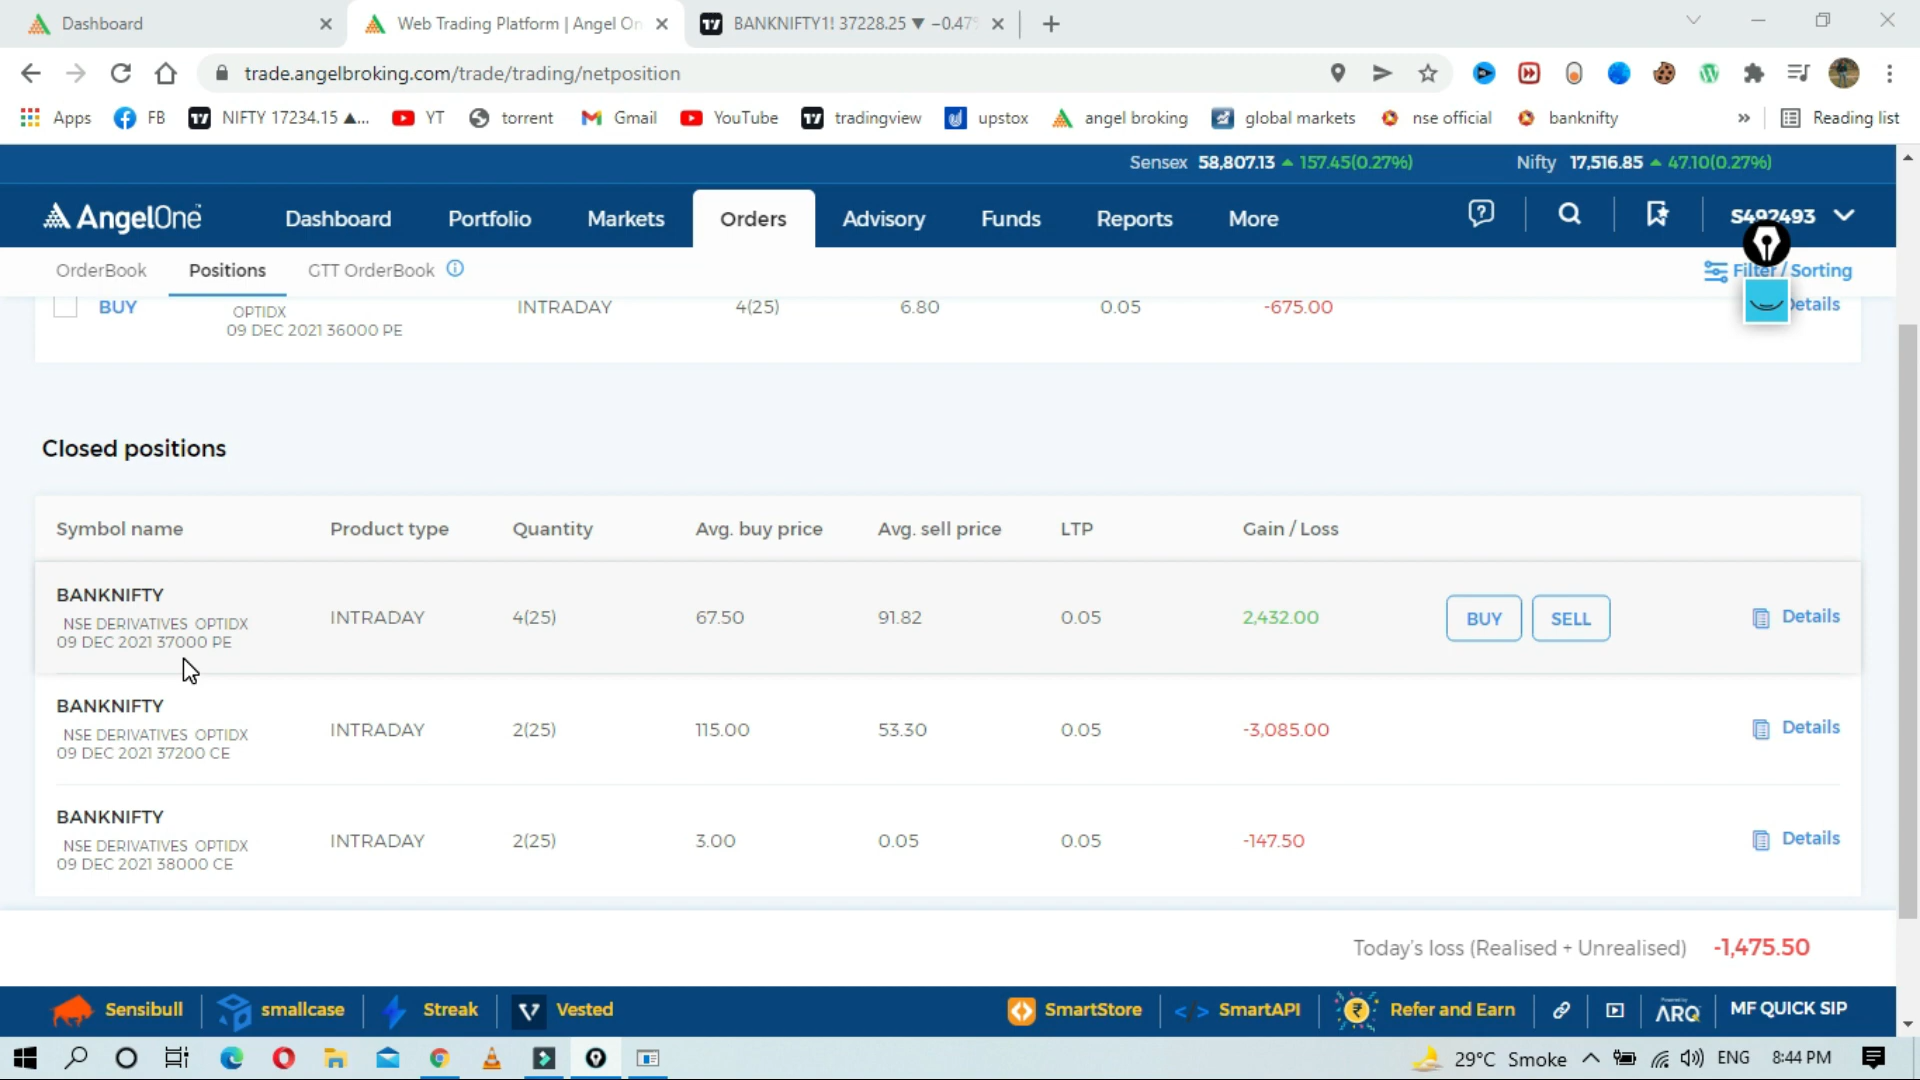 Dashboard
Web Trading Platform | Angel On
BANKNIFTY1! 37228.25 ▼ −0.47%
trade.angelbroking.com/trade/trading/netposition
Apps FB NIFTY 17234.15 ▲... YT torrent Gmail YouTube tradingview upstox angel broking global markets nse official banknifty » Reading list
Sensex 58,807.13 157.45(0.27%) Nifty 17,516.85 47.10(0.27%)
AngelOne Dashboard Portfolio Markets Orders Advisory Funds Reports More S492493
OrderBook Positions GTT OrderBook Filter / Sorting
BUY OPTIDX INTRADAY 4(25) 6.80 0.05 -675.00 Details
09 DEC 2021 36000 PE
Closed positions
Symbol name Product type Quantity Avg. buy price Avg. sell price LTP Gain / Loss
BANKNIFTY
NSE DERIVATIVES OPTIDX
09 DEC 2021 37000 PE
INTRADAY 4(25) 67.50 91.82 0.05 2,432.00 BUY SELL Details
BANKNIFTY
NSE DERIVATIVES OPTIDX
09 DEC 2021 37200 CE
INTRADAY 2(25) 115.00 53.30 0.05 -3,085.00 Details
BANKNIFTY
NSE DERIVATIVES OPTIDX
09 DEC 2021 38000 CE
INTRADAY 2(25) 3.00 0.05 0.05 -147.50 Details
Today's loss (Realised + Unrealised) -1,475.50
Sensibull smallcase Streak Vested SmartStore SmartAPI Refer and Earn Powered by ARQ MF QUICK SIP
29°C Smoke ENG 8:44 PM